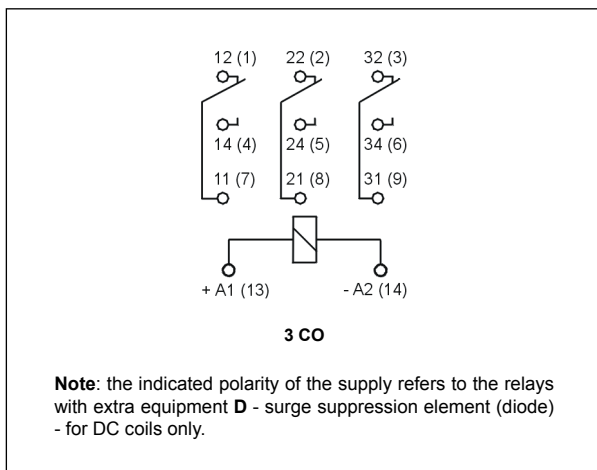 12 (1) 22 (2) 32 (3)
14 (4) 24 (5) 34 (6)
11 (7) 21 (8) 31 (9)
+ A1 (13) - A2 (14)
3 CO
Note: the indicated polarity of the supply refers to the relays
with extra equipment D - surge suppression element (diode)
- for DC coils only.